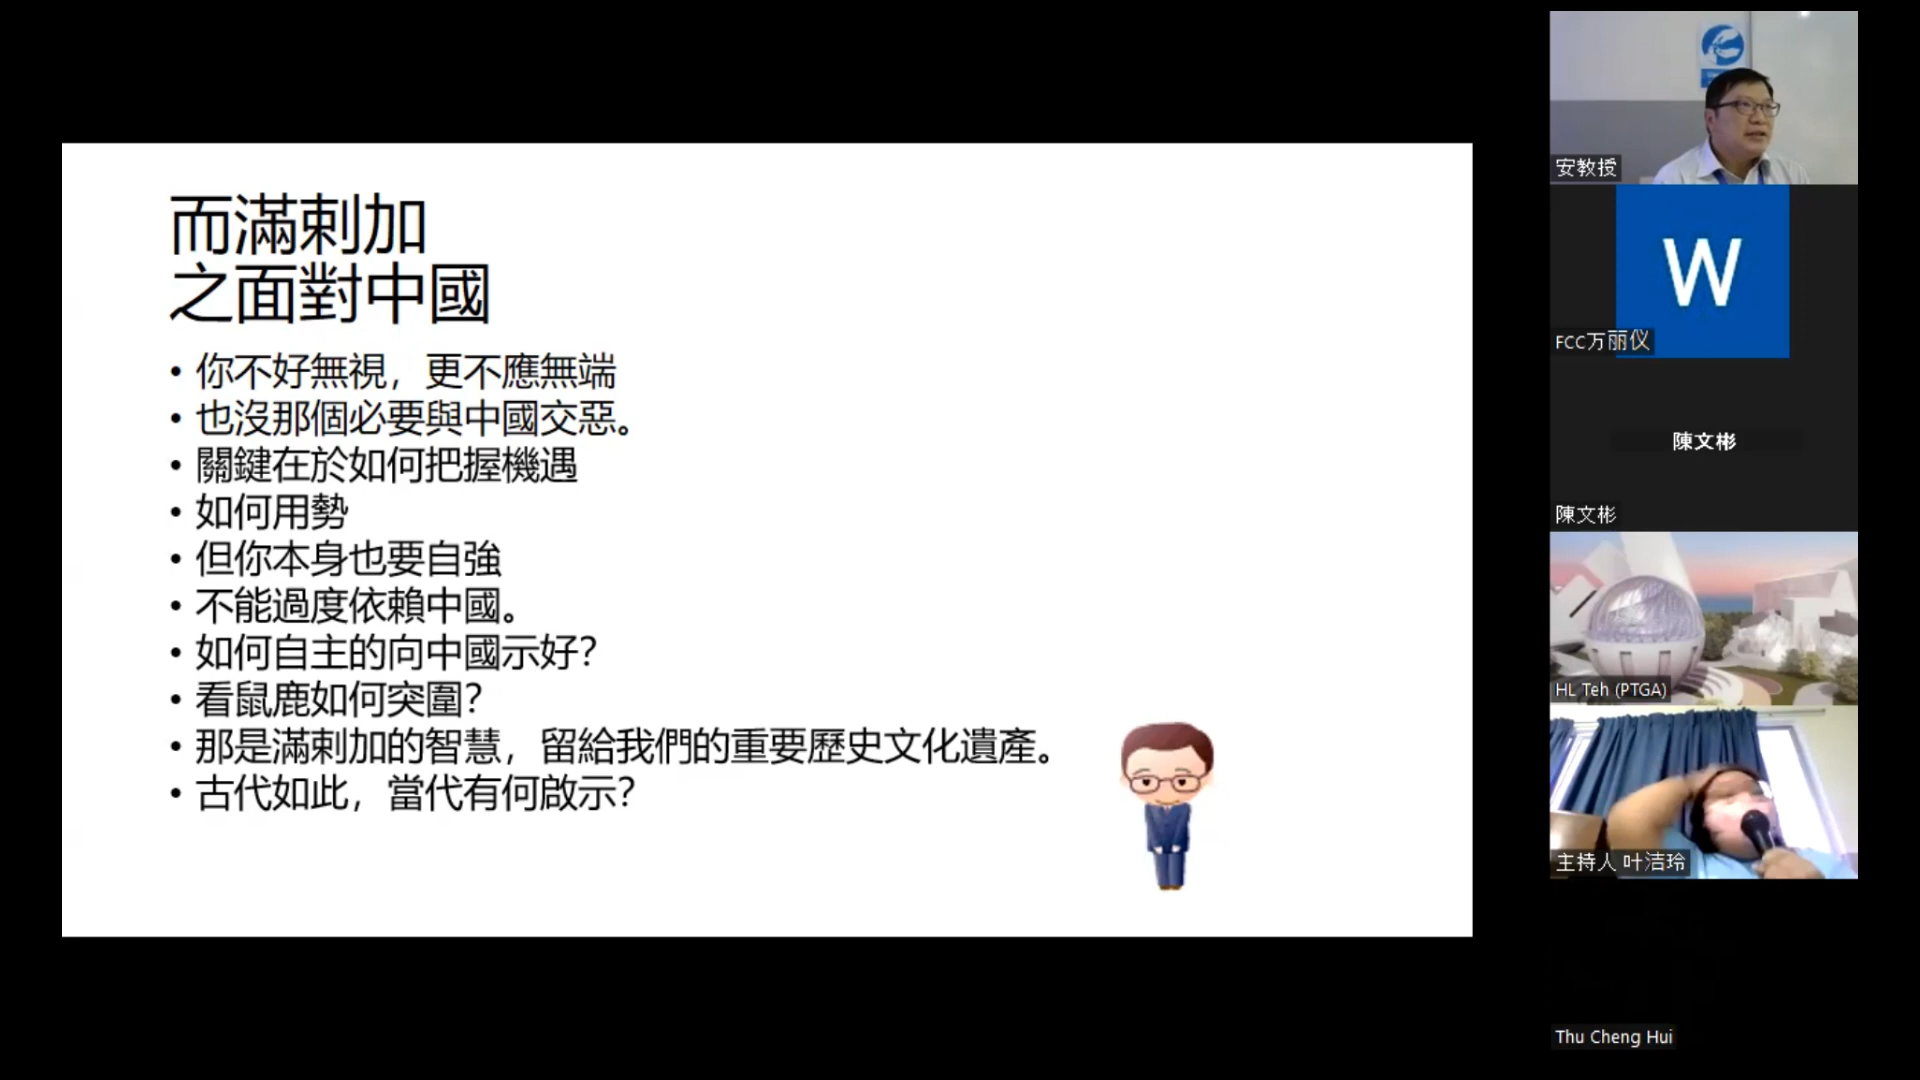 而滿剌加
之面對中國
• 你不好無視，更不應無端
• 也沒那個必要與中國交惡。
• 關鍵在於如何把握機遇
• 如何用勢
• 但你本身也要自強
• 不能過度依賴中國。
• 如何自主的向中國示好?
• 看鼠鹿如何突圍?
• 那是滿剌加的智慧，留給我們的重要歷史文化遺產。
• 古代如此，當代有何啟示?
安教授
W
FCC万丽仪
陳文彬
陳文彬
HL Teh (PTGA)
主持人 叶洁玲
Thu Cheng Hui